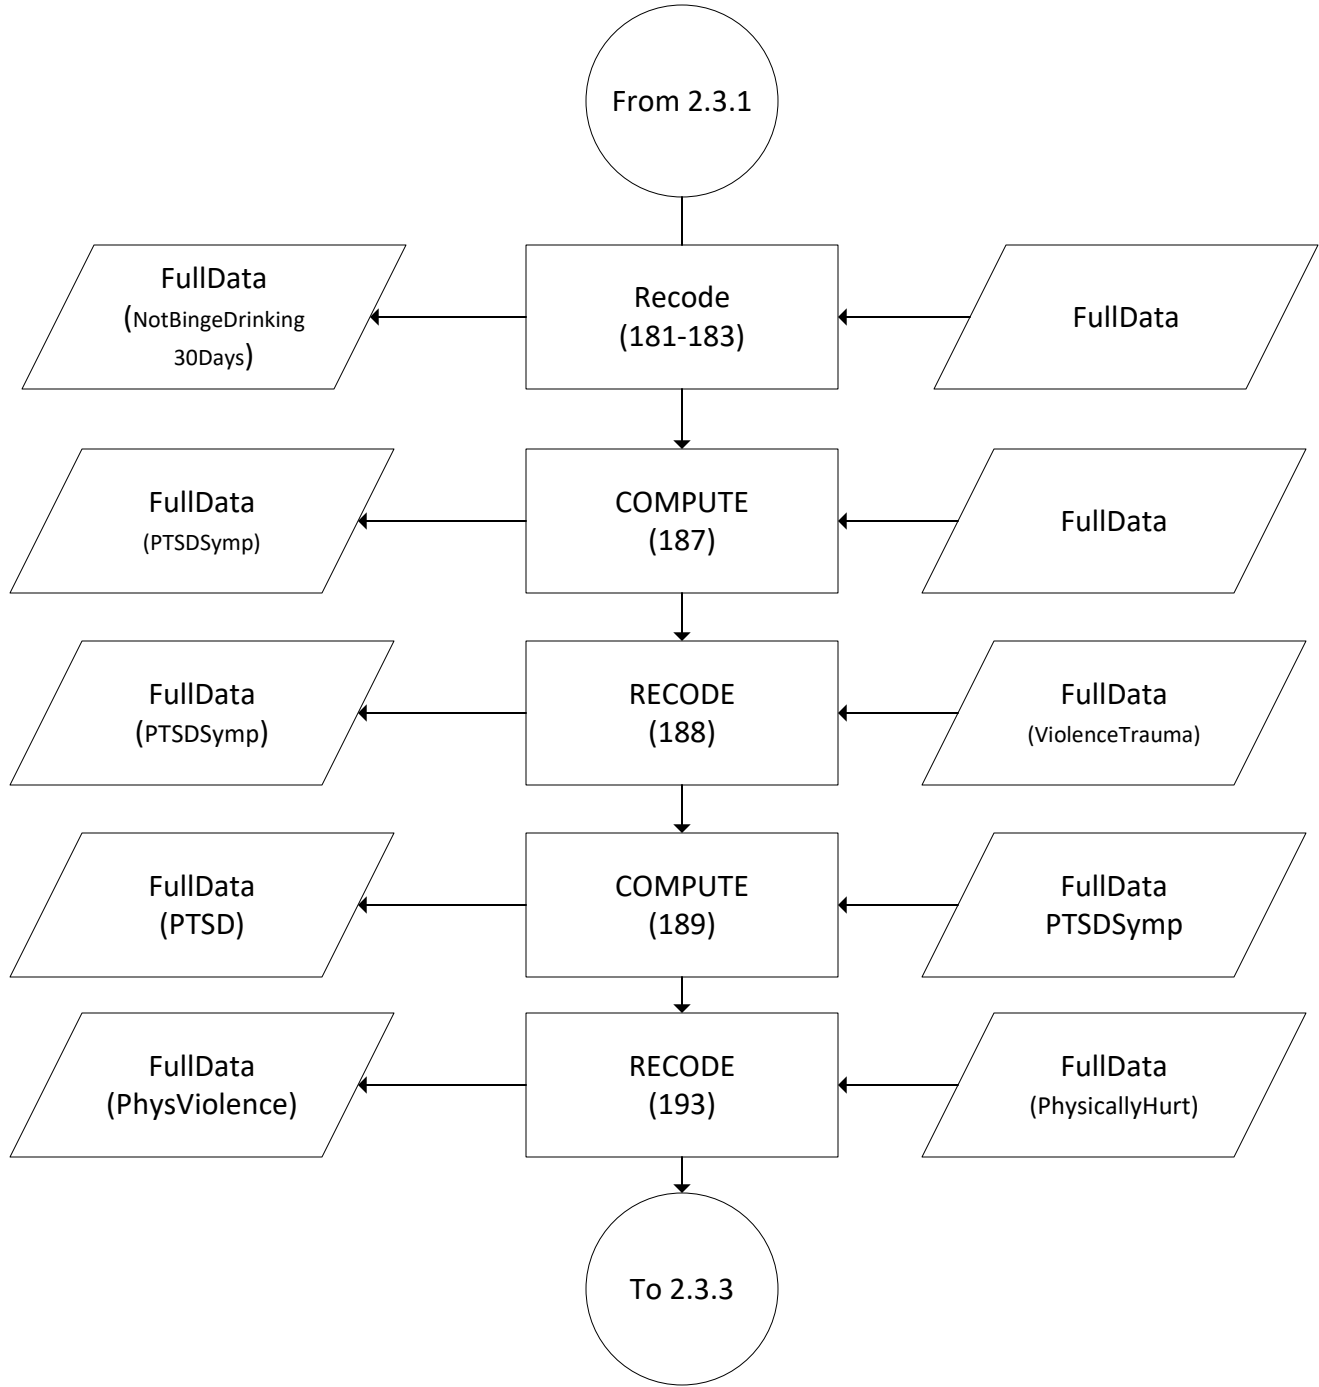 From 2.3.1
FullData
(NotBingeDrinking
30Days)
Recode
(181-183)
FullData
FullData
(PTSDSymp)
COMPUTE
(187)
FullData
FullData
(PTSDSymp)
RECODE
(188)
FullData
(ViolenceTrauma)
FullData
(PTSD)
COMPUTE
(189)
FullData
PTSDSymp
FullData
(PhysViolence)
RECODE
(193)
FullData
(PhysicallyHurt)
To 2.3.3